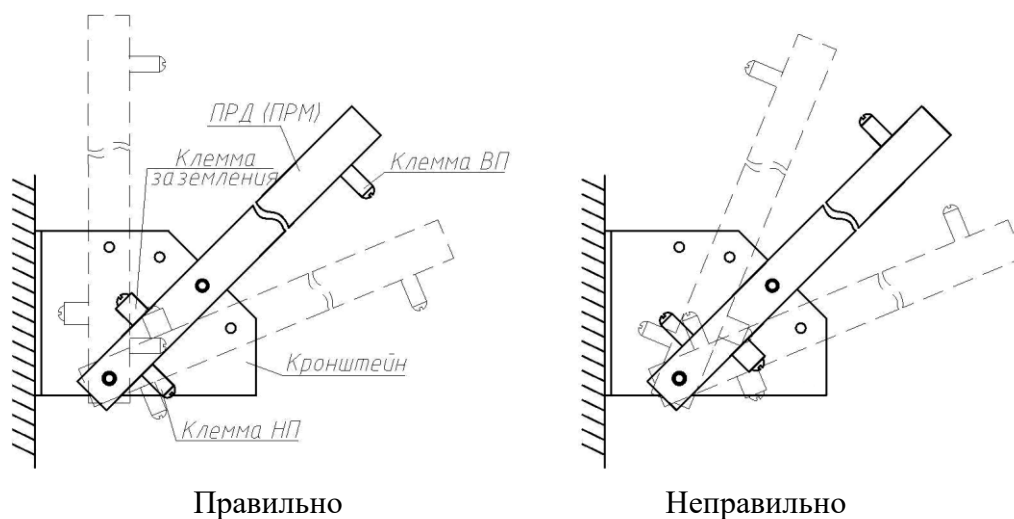 ПРД (ПРМ)
Клемма
заземления
Клемма ВП
Кронштейн
Клемма НП
Правильно
Неправильно